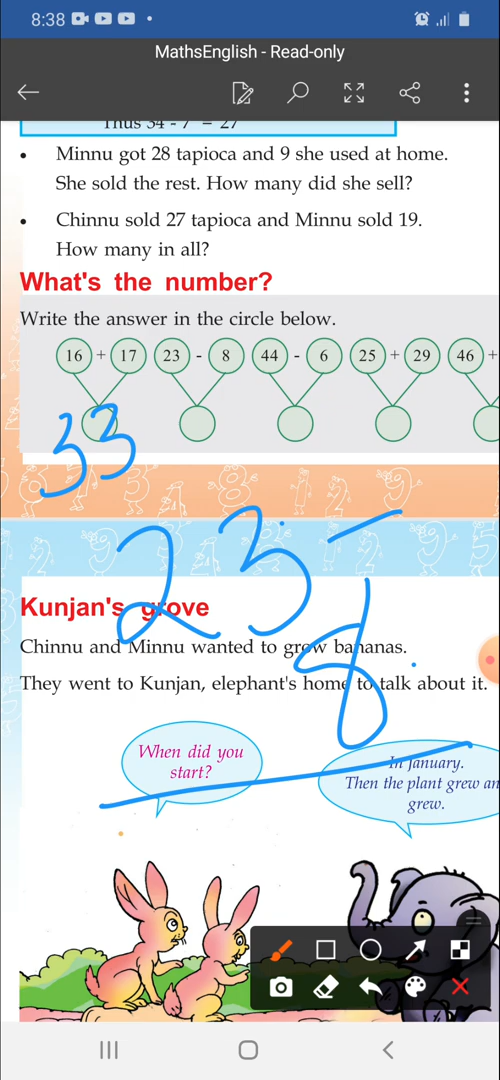 8:38
MathsEnglish - Read-only
Thus 34 - 7 = 27
• Minnu got 28 tapioca and 9 she used at home.
She sold the rest. How many did she sell?
• Chinnu sold 27 tapioca and Minnu sold 19.
How many in all?
What's the number?
Write the answer in the circle below.
16 + 17 23 - 8 44 - 6 25 + 29 46 +
33
23 -
8
Kunjan's grove
Chinnu and Minnu wanted to grow bananas.
They went to Kunjan, elephant's home to talk about it.
When did you
start?
In january.
Then the plant grew an
grew.